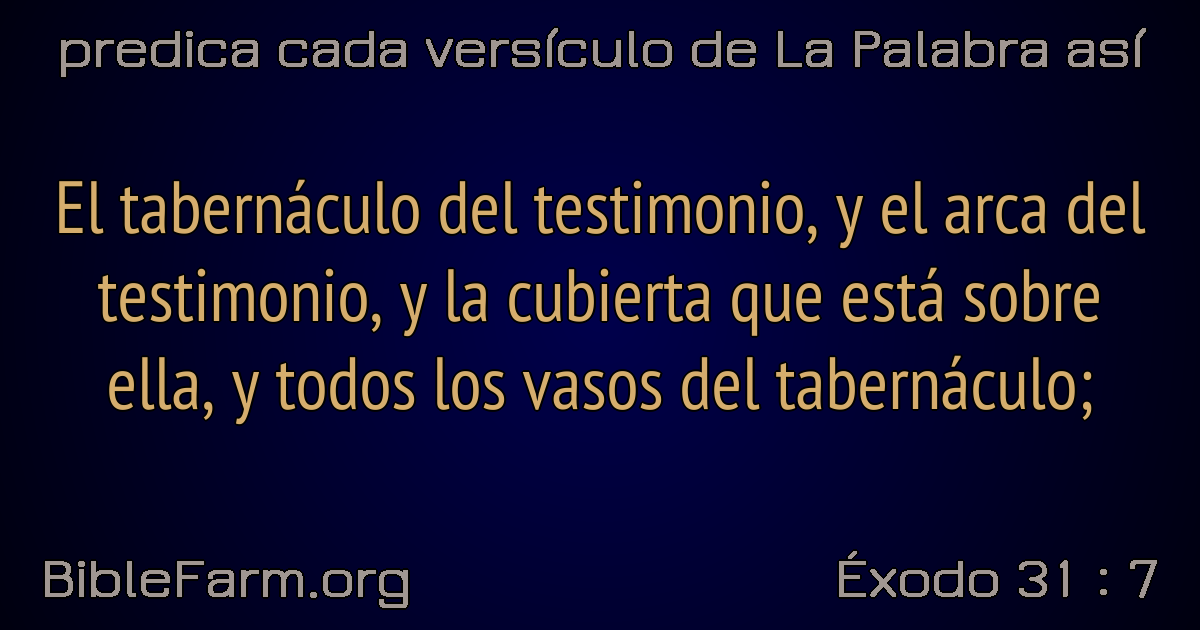 predica cada versículo de La Palabra así
El tabernáculo del testimonio, y el arca del
testimonio, y la cubierta que está sobre
ella, y todos los vasos del tabernáculo;
BibleFarm.org
Éxodo 31 : 7